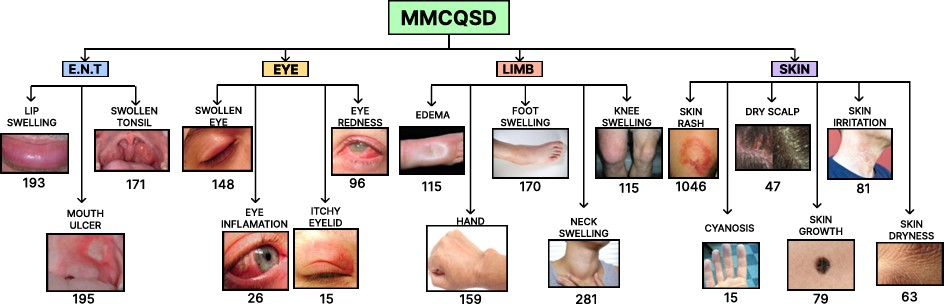 MMCQSD
E.N.T
EYE
LIMB
SKIN
LIP
SWELLING
193
SWOLLEN
TONSIL
171
MOUTH
ULCER
195
SWOLLEN
EYE
148
EYE
REDNESS
96
EYE
INFLAMATION
26
ITCHY
EYELID
15
EDEMA
115
FOOT
SWELLING
170
KNEE
SWELLING
115
HAND
159
NECK
SWELLING
281
SKIN
RASH
1046
DRY SCALP
47
SKIN
IRRITATION
81
CYANOSIS
15
SKIN
GROWTH
79
SKIN
DRYNESS
63